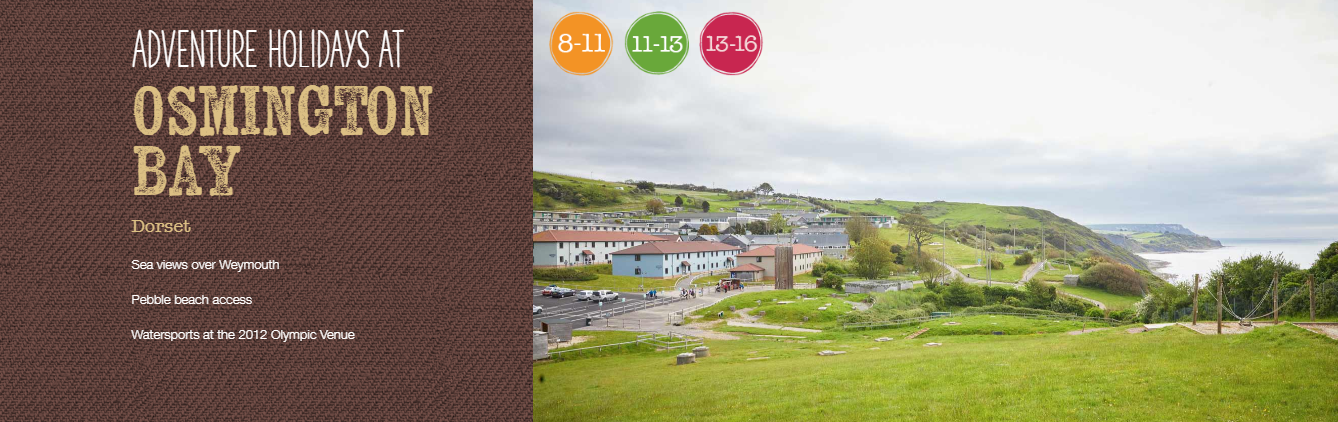 ADVENTURE HOLIDAYS AT
OSMINGTON
BAY
Dorset
Sea views over Weymouth
Pebble beach access
Watersports at the 2012 Olympic Venue
8-11
11-13
13-16